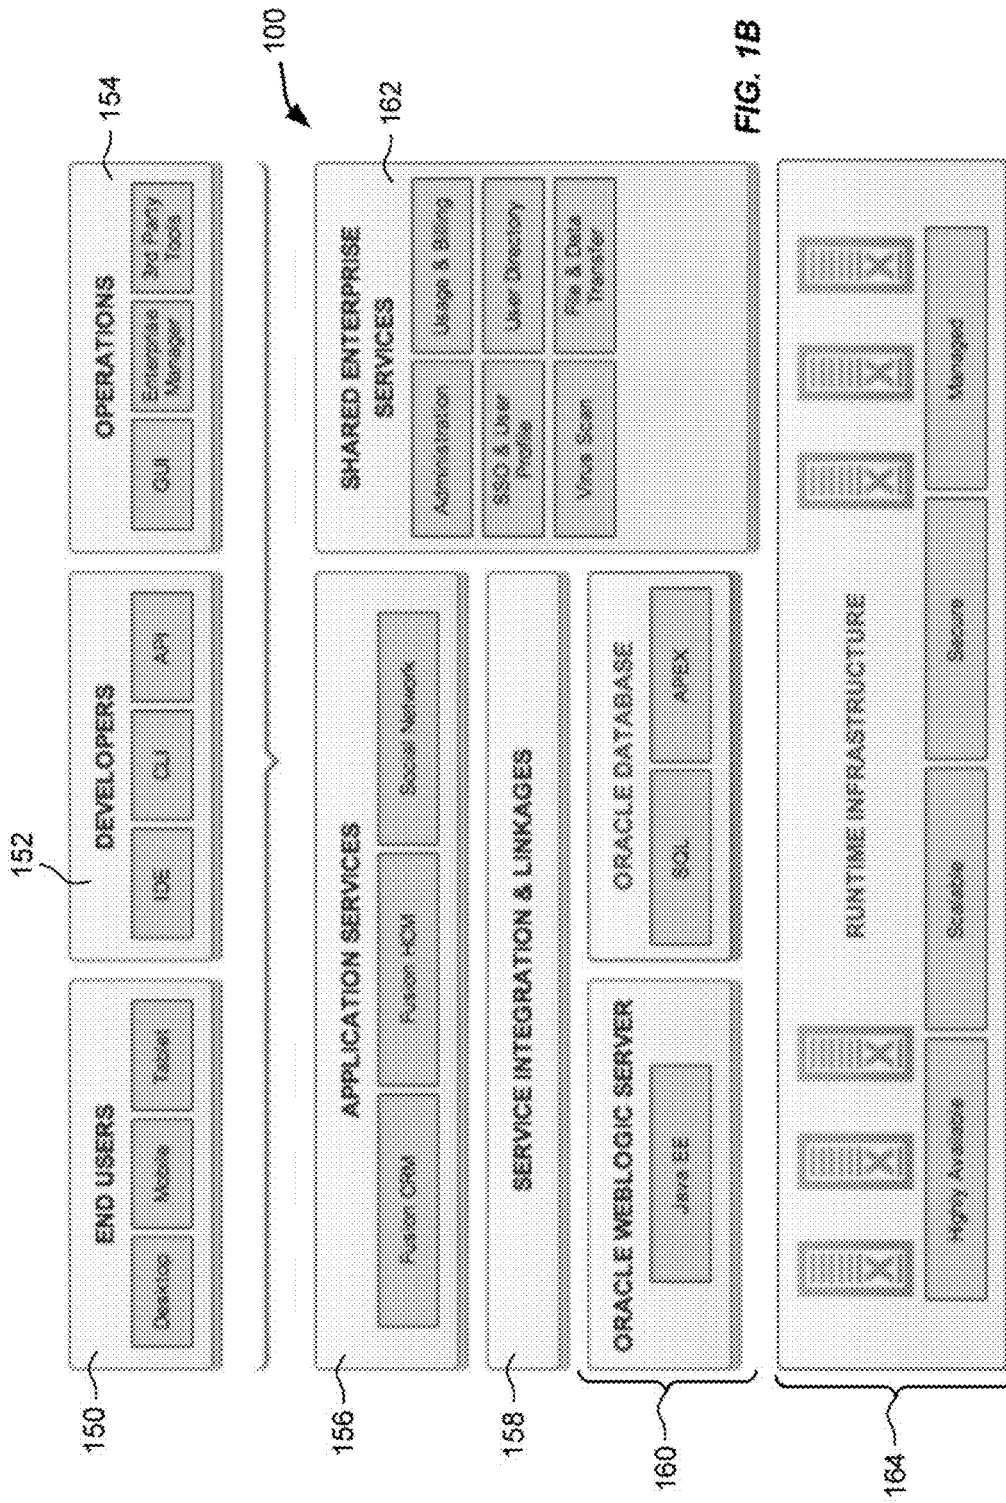 100
150
END USERS
Desktop
Mobile
Tablet
152
DEVELOPERS
IDE
CLI
API
154
OPERATIONS
GUI
Enterprise
Manager
3rd Party
Tools
156
APPLICATION SERVICES
Fusion CRM
Fusion HCM
Social Network
158
SERVICE INTEGRATION & LINKAGES
160
ORACLE WEBLOGIC SERVER
Java EE
ORACLE DATABASE
SQL
APEX
162
SHARED ENTERPRISE
SERVICES
Administration
Usage & Billing
SSO & User
Profile
User Directory
Virus Scan
File & Data
Transfer
164
RUNTIME INFRASTRUCTURE
Highly Available
Scalable
Secure
Managed
FIG. 1B